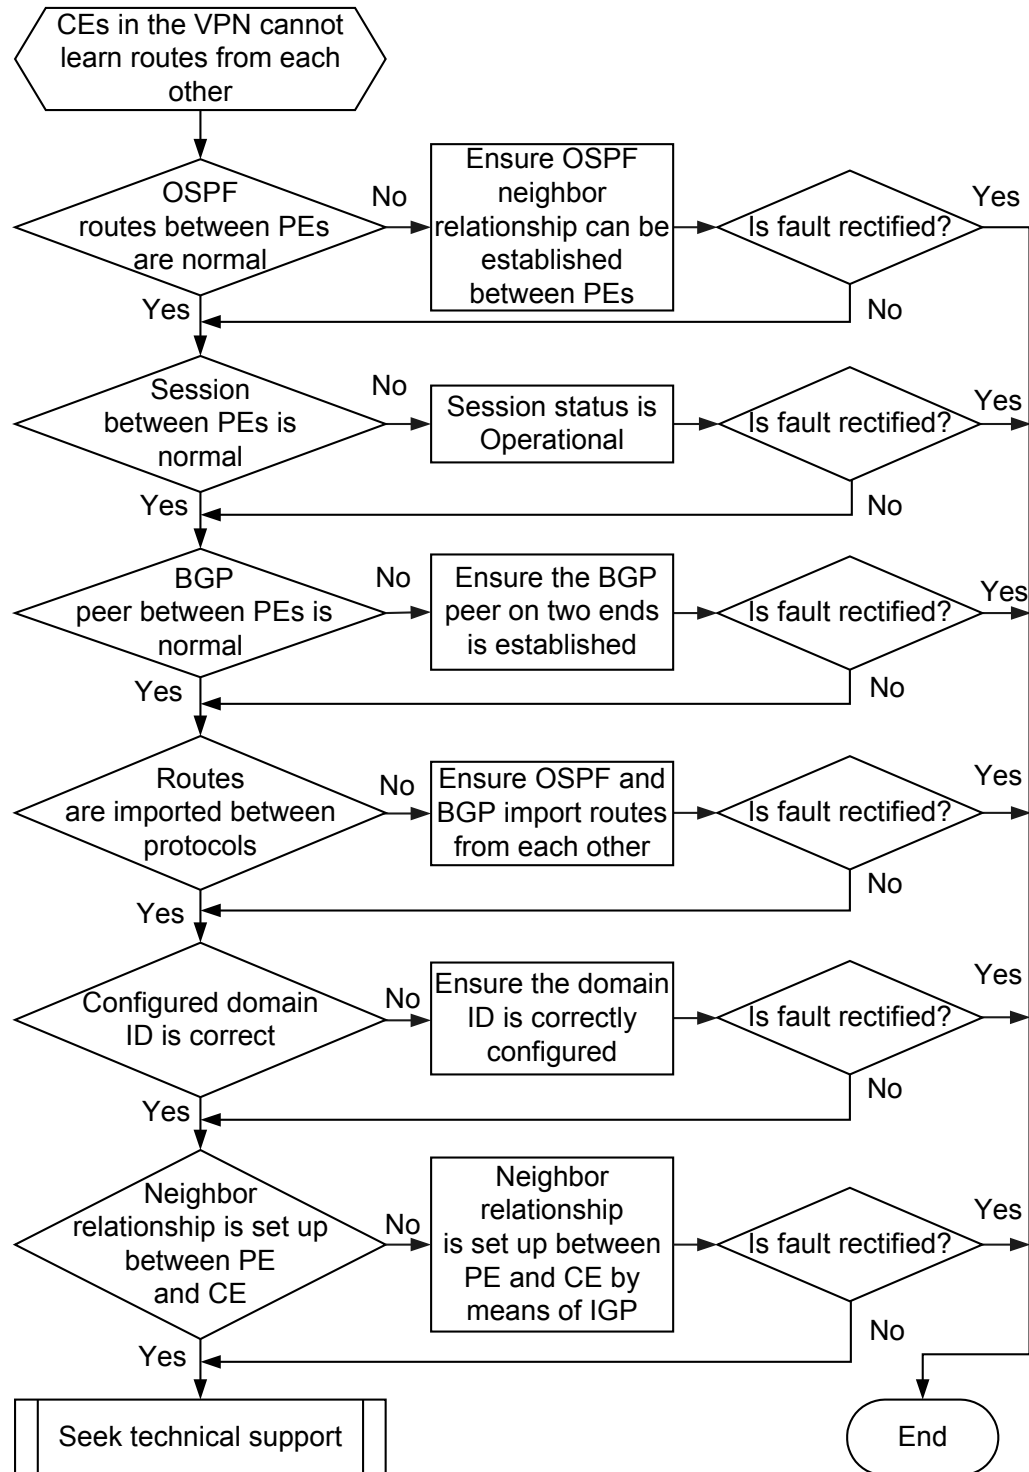 CEs in the VPN cannot
learn routes from each
other
OSPF
routes between PEs
are normal
No
Ensure OSPF
neighbor
relationship can be
established
between PEs
Is fault rectified?
Yes
No
Yes
Session
between PEs is
normal
No
Session status is
Operational
Is fault rectified?
Yes
No
Yes
BGP
peer between PEs is
normal
No
Ensure the BGP
peer on two ends
is established
Is fault rectified?
Yes
No
Yes
Routes
are imported between
protocols
No
Ensure OSPF and
BGP import routes
from each other
Is fault rectified?
Yes
No
Yes
Configured domain
ID is correct
No
Ensure the domain
ID is correctly
configured
Is fault rectified?
Yes
No
Yes
Neighbor
relationship is set up
between PE
and CE
No
Neighbor
relationship
is set up between
PE and CE by
means of IGP
Is fault rectified?
Yes
No
Yes
Seek technical support
End